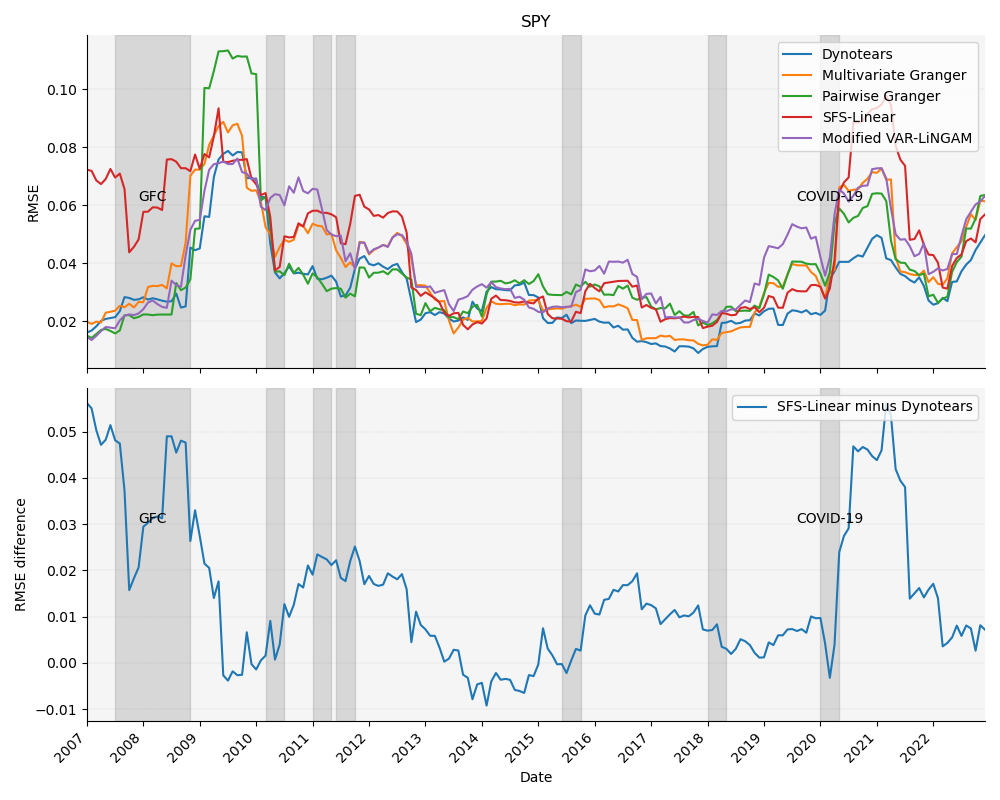 SPY
RMSE
0.10
0.08
0.06
0.04
0.02
Dynotears
Multivariate Granger
Pairwise Granger
SFS-Linear
Modified VAR-LiNGAM
GFC
COVID-19
RMSE difference
0.05
0.04
0.03
0.02
0.01
0.00
−0.01
SFS-Linear minus Dynotears
GFC
COVID-19
2007 2008 2009 2010 2011 2012 2013 2014 2015 2016 2017 2018 2019 2020 2021 2022
Date